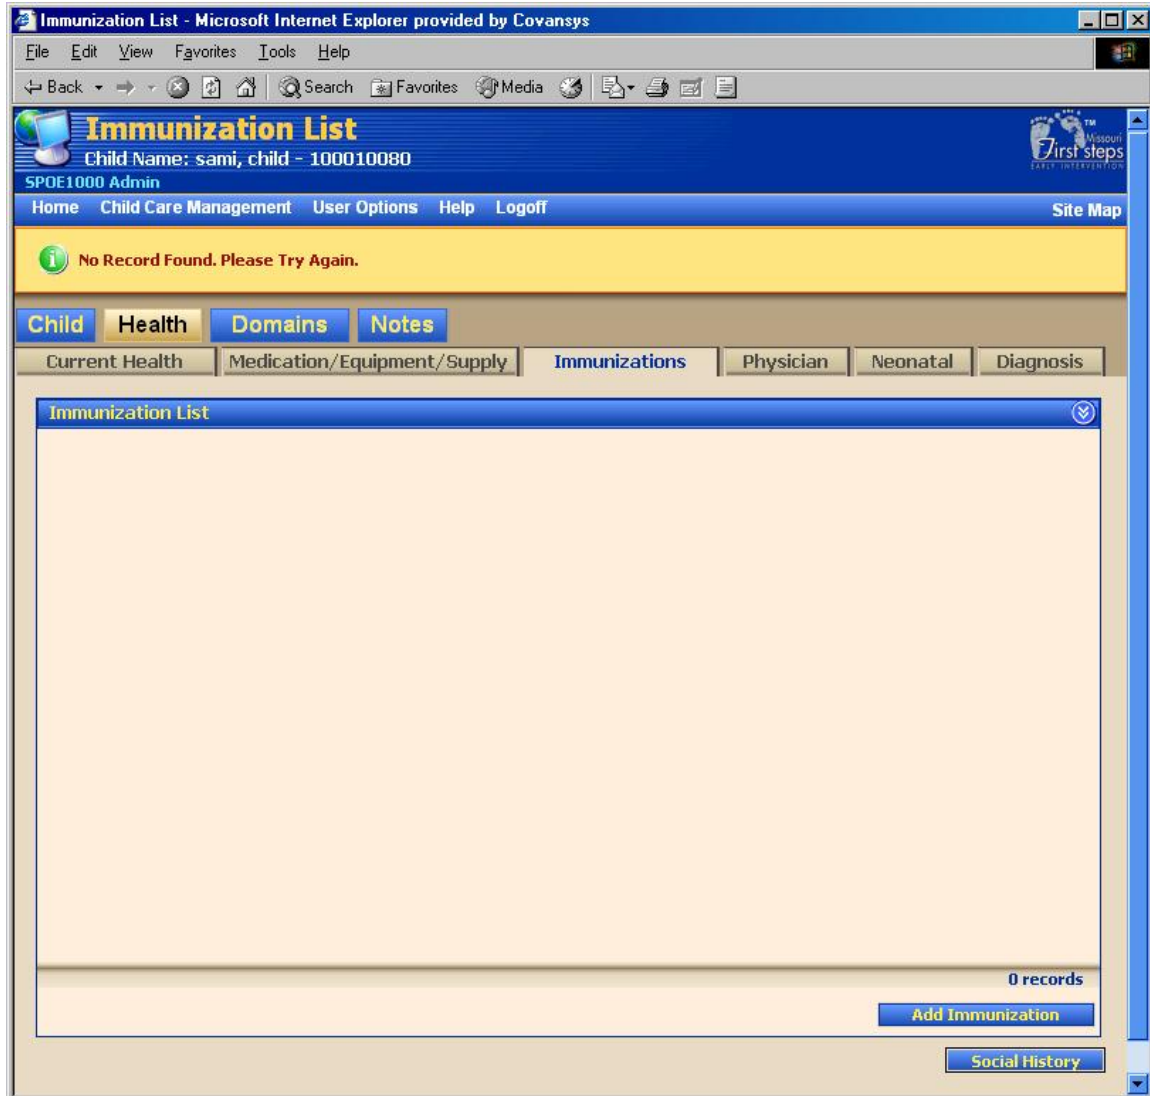 Immunization List - Microsoft Internet Explorer provided by Covansys
File Edit View Favorites Tools Help
Back Search Favorites Media
Immunization List
Child Name: sami, child - 100010080
SPOE1000 Admin
TM
Missouri
First steps
EARLY INTERVENTION
Home Child Care Management User Options Help Logoff Site Map
No Record Found. Please Try Again.
Child Health Domains Notes
Current Health Medication/Equipment/Supply Immunizations Physician Neonatal Diagnosis
Immunization List
0 records
Add Immunization
Social History